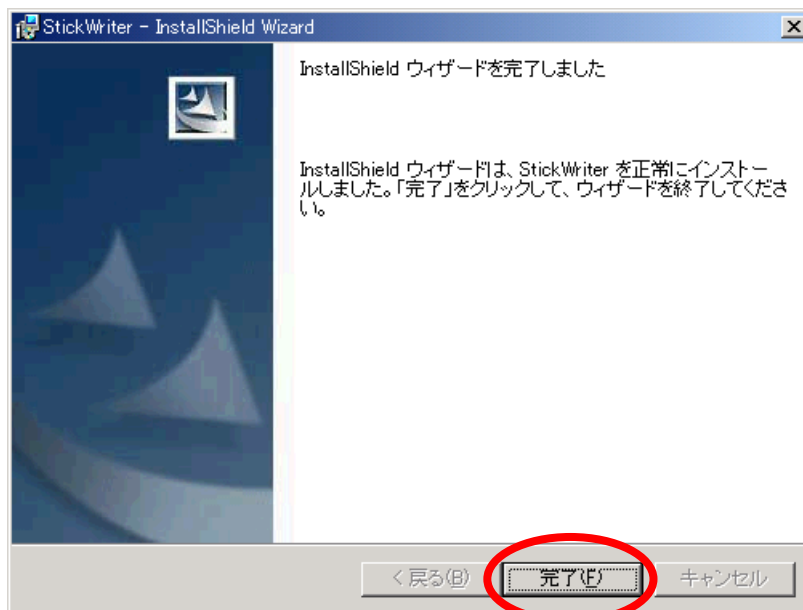 StickWriter - InstallShield Wizard
InstallShield ウィザードを完了しました
InstallShield ウィザードは、StickWriter を正常にインストー
ルしました。「完了」をクリックして、ウィザードを終了してくださ
い。
< 戻る(B) 完了(F) キャンセル